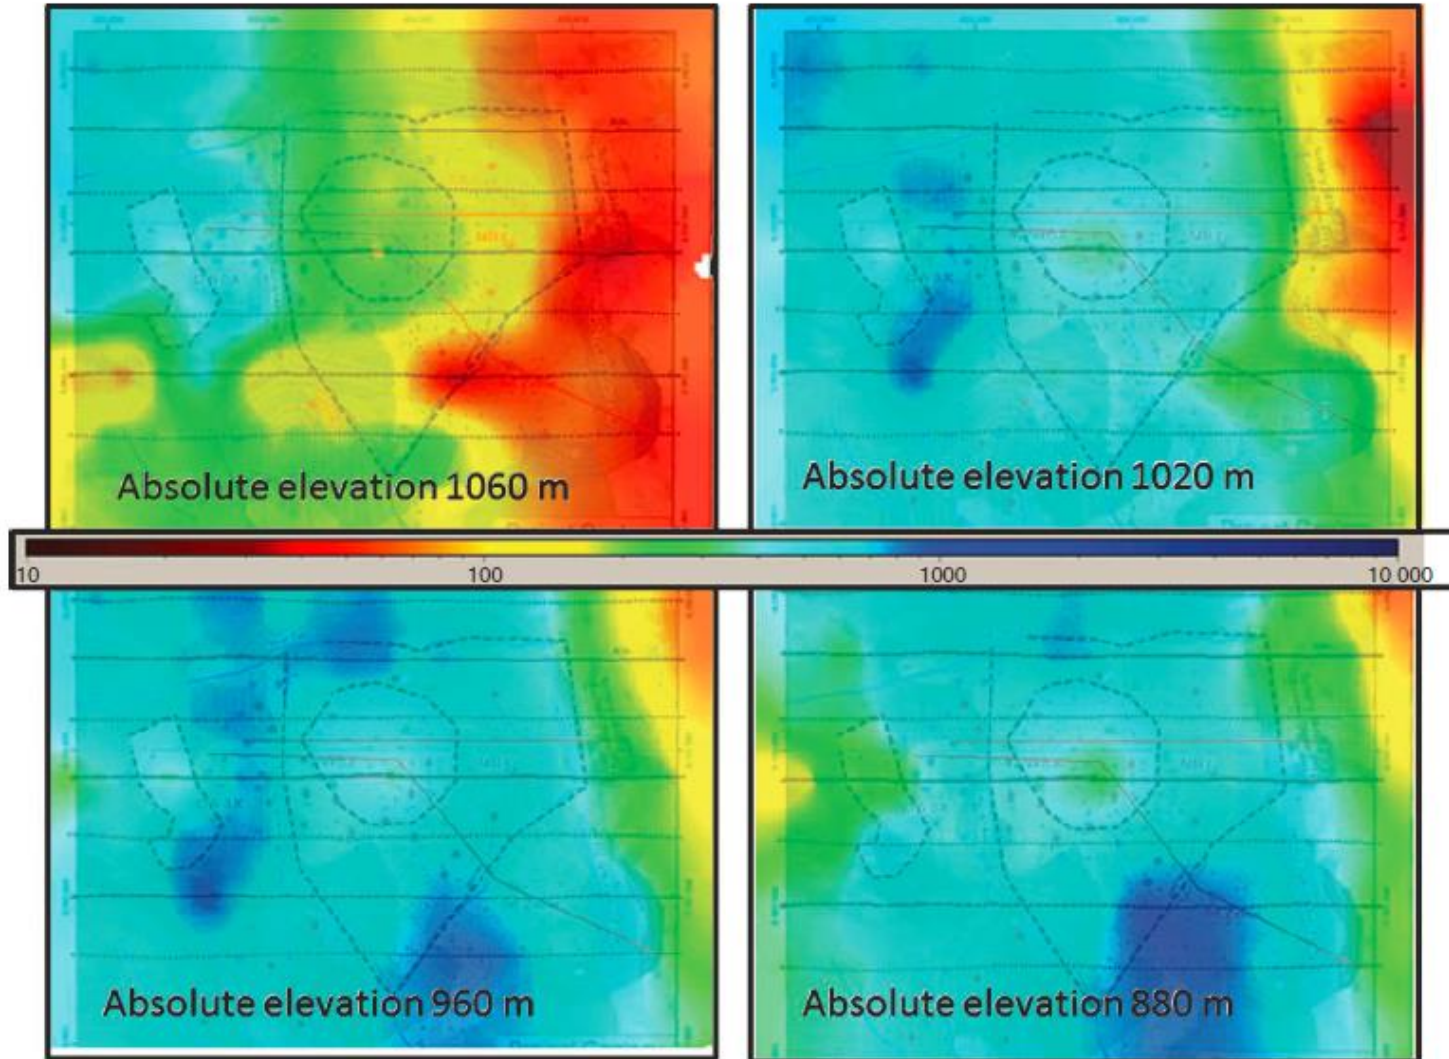 Absolute elevation 1060 m
Absolute elevation 1020 m
10 100 1000 10 000
Absolute elevation 960 m
Absolute elevation 880 m